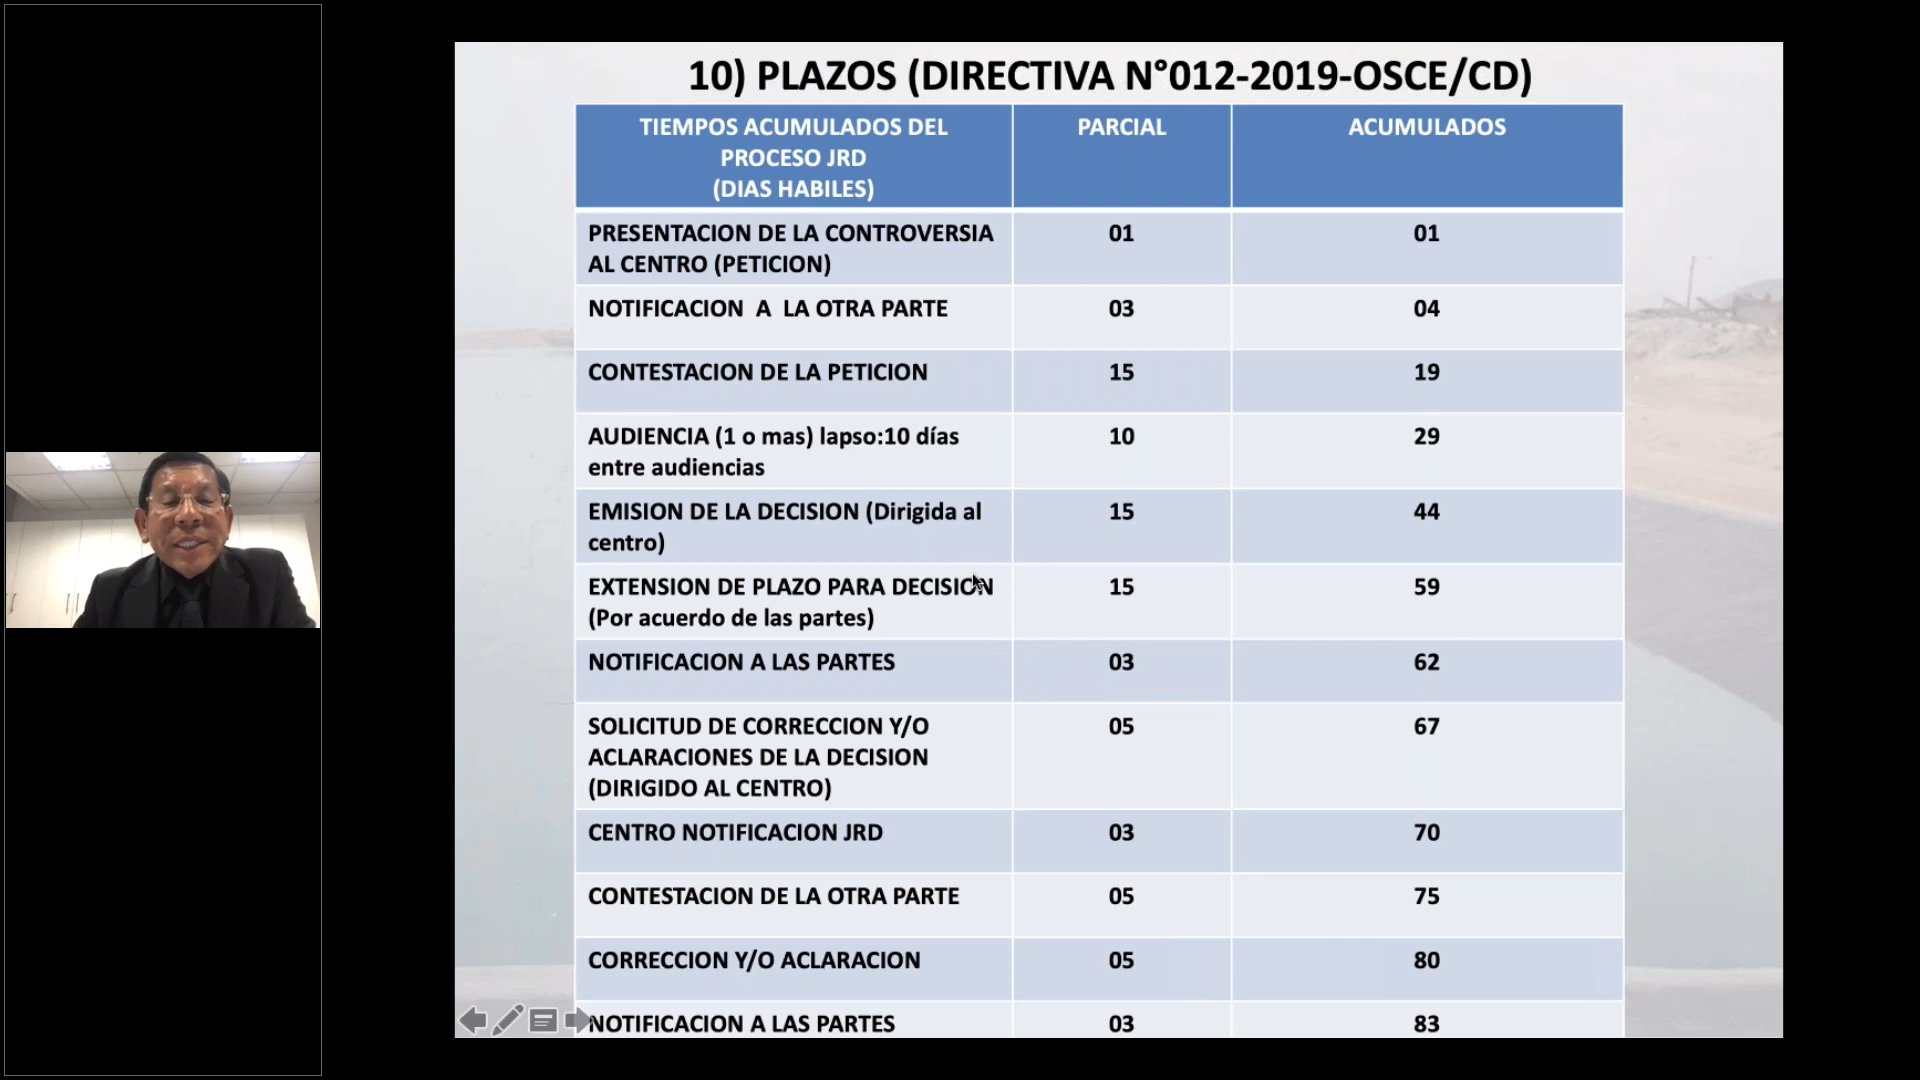 10) PLAZOS (DIRECTIVA N°012-2019-OSCE/CD)
TIEMPOS ACUMULADOS DEL
PROCESO JRD
(DIAS HABILES)
PARCIAL
ACUMULADOS
PRESENTACION DE LA CONTROVERSIA
AL CENTRO (PETICION)
01
01
NOTIFICACION A LA OTRA PARTE
03
04
CONTESTACION DE LA PETICION
15
19
AUDIENCIA (1 o mas) lapso:10 días
entre audiencias
10
29
EMISION DE LA DECISION (Dirigida al
centro)
15
44
EXTENSION DE PLAZO PARA DECISION
(Por acuerdo de las partes)
15
59
NOTIFICACION A LAS PARTES
03
62
SOLICITUD DE CORRECCION Y/O
ACLARACIONES DE LA DECISION
(DIRIGIDO AL CENTRO)
05
67
CENTRO NOTIFICACION JRD
03
70
CONTESTACION DE LA OTRA PARTE
05
75
CORRECCION Y/O ACLARACION
05
80
NOTIFICACION A LAS PARTES
03
83